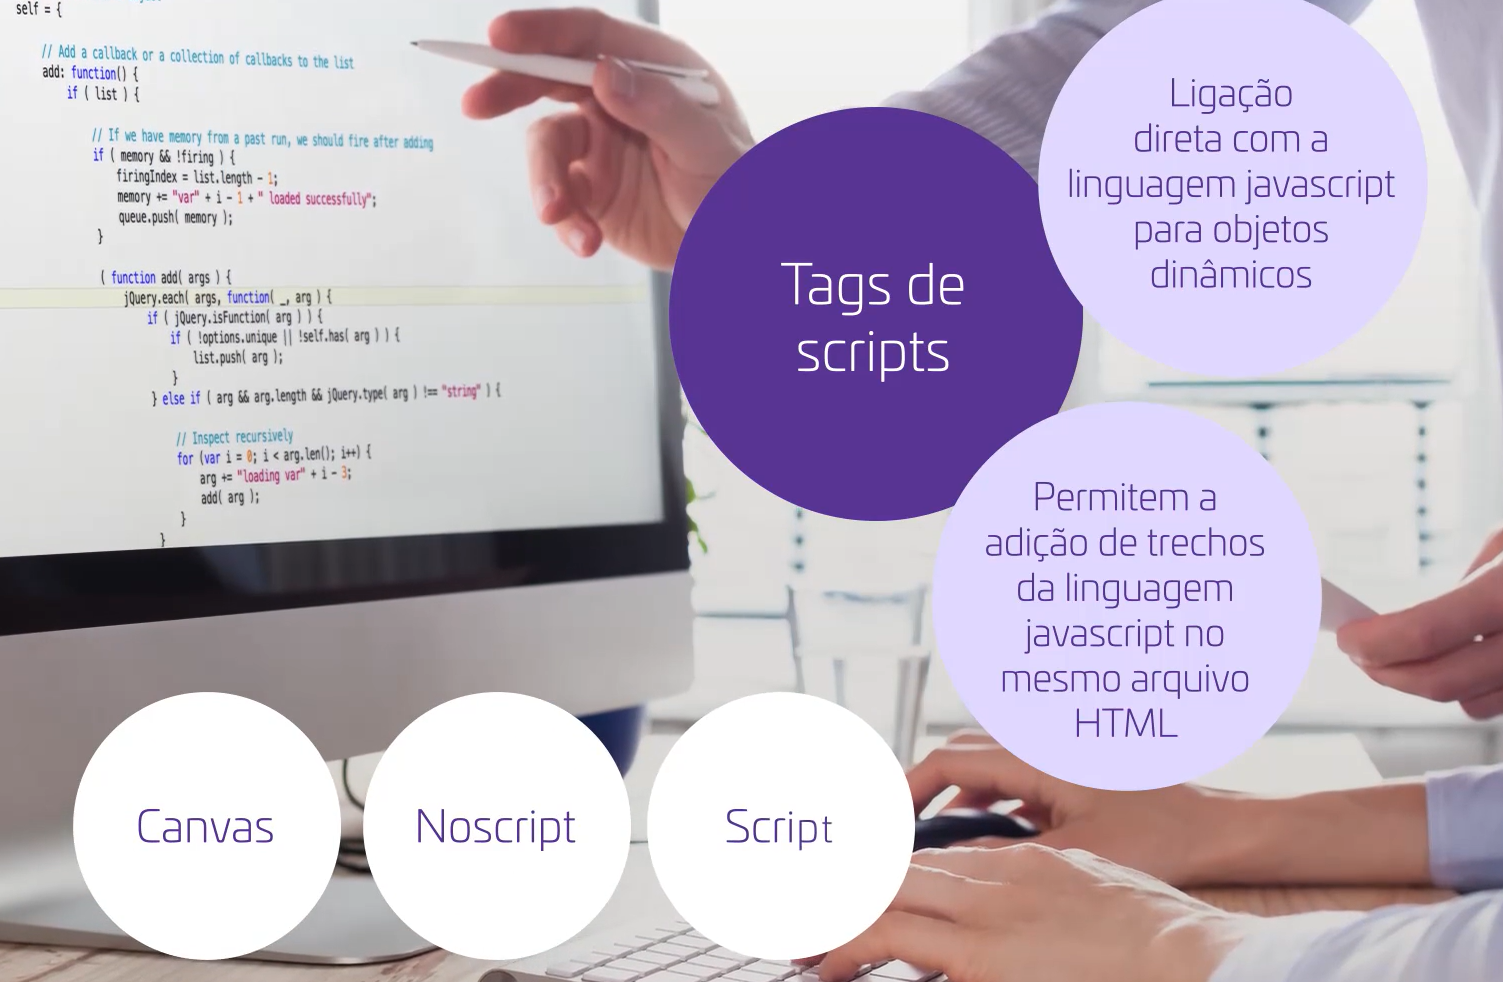 self = {
// Add a callback or a collection of callbacks to the list
add: function() {
if ( list ) {
// If we have memory from a past run, we should fire after adding
if ( memory && !firing ) {
firingIndex = list.length - 1;
memory += "var" + i - 1 + " loaded successfully";
queue.push( memory );
}
( function add( args ) {
jQuery.each( args, function( _, arg ) {
if ( jQuery.isFunction( arg ) ) {
if ( !options.unique || !self.has( arg ) ) {
list.push( arg );
}
} else if ( arg && arg.length && jQuery.type( arg ) !== "string" ) {
// Inspect recursively
for (var i = 0; i < arg.len(); i++) {
arg += "loading var" + i - 3;
add( arg );
}
}
Tags de
scripts
Ligação
direta com a
linguagem javascript
para objetos
dinâmicos
Permitem a
adição de trechos
da linguagem
javascript no
mesmo arquivo
HTML
Canvas
Noscript
Script